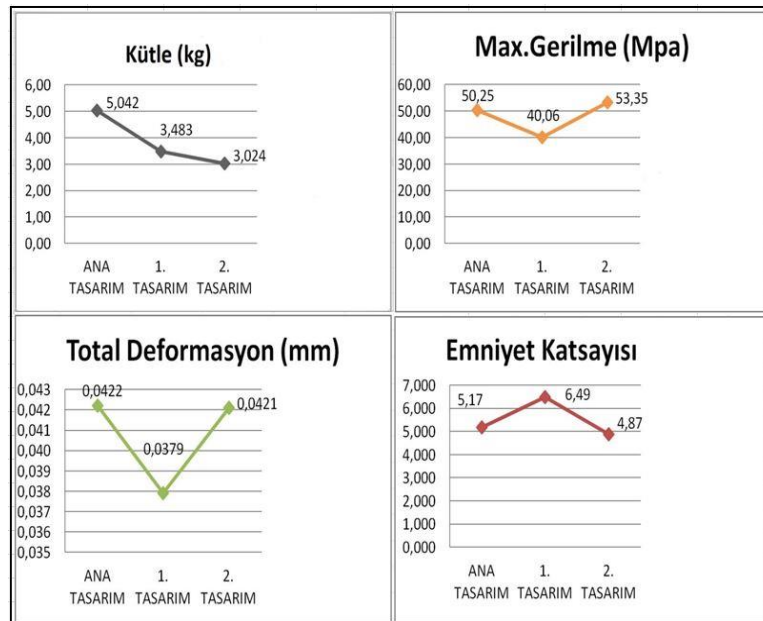 Kütle (kg)
6,00
5,00
4,00
3,00
2,00
1,00
0,00
5,042
3,483
3,024
ANA TASARIM
1. TASARIM
2. TASARIM
Max.Gerilme (Mpa)
60,00
50,00
40,00
30,00
20,00
10,00
0,00
50,25
40,06
53,35
ANA TASARIM
1. TASARIM
2. TASARIM
Total Deformasyon (mm)
0,043
0,042
0,041
0,040
0,039
0,038
0,037
0,036
0,035
0,0422
0,0379
0,0421
ANA TASARIM
1. TASARIM
2. TASARIM
Emniyet Katsayısı
7,000
6,000
5,000
4,000
3,000
2,000
1,000
0,000
5,17
6,49
4,87
ANA TASARIM
1. TASARIM
2. TASARIM